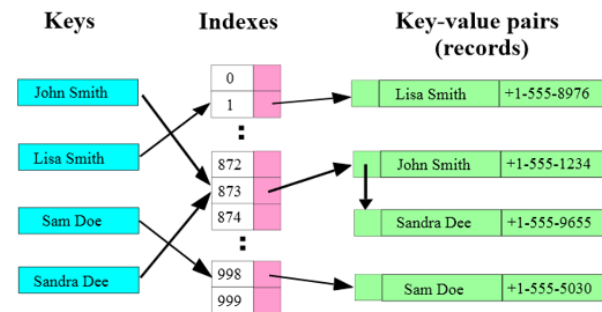 Keys
Indexes
Key-value pairs
(records)
John Smith
Lisa Smith
Sam Doe
Sandra Dee
0
1
:
872
873
874
:
998
999
Lisa Smith +1-555-8976
John Smith +1-555-1234
Sandra Dee +1-555-9655
Sam Doe +1-555-5030